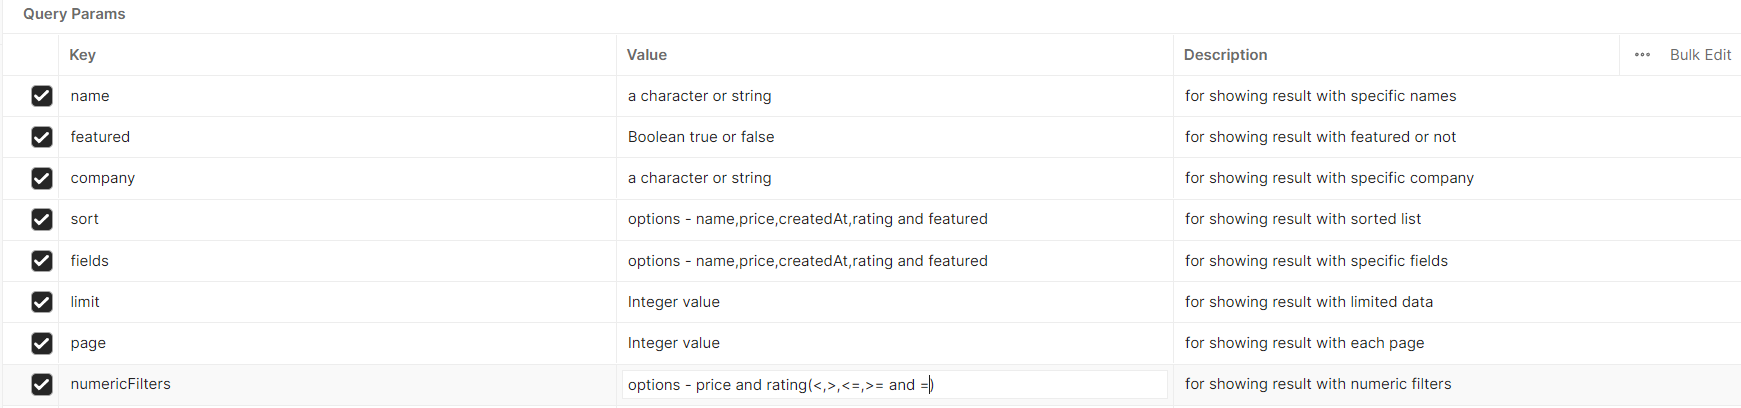 Query Params
Key Value Description ••• Bulk Edit
name a character or string for showing result with specific names
featured Boolean true or false for showing result with featured or not
company a character or string for showing result with specific company
sort options - name,price,createdAt,rating and featured for showing result with sorted list
fields options - name,price,createdAt,rating and featured for showing result with specific fields
limit Integer value for showing result with limited data
page Integer value for showing result with each page
numericFilters options - price and rating(<,>,<=,>= and =) for showing result with numeric filters